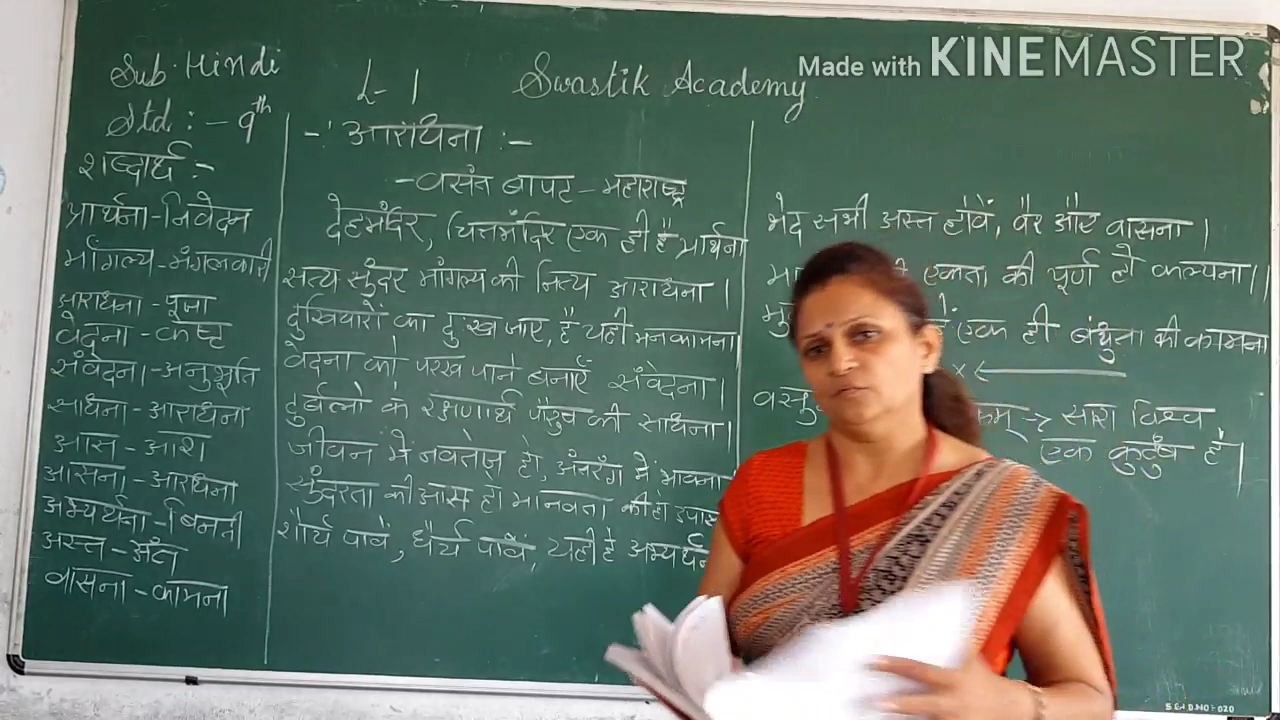 Made with KINEMASTER
Sub. Hindi
Std. :- 9th
L-1
Swastik Academy
शब्दार्थ :-
प्रार्थना-निवेदन
मांगल्य-मंगलकारी
आराधना-पूजा
वेदना-कष्ट
संवेदना-अनुभूति
साधना-आराधना
आस-आश
आसना-आराधना
अभ्यर्थना-बिनती
अस्त-अंत
वासना-कामना
-: आराधना :-
-वसंत बापट-महाराष्ट्र
देहमंदिर, चित्तमंदिर एक ही है प्रार्थना
सत्य सुंदर मांगल्य की नित्य आराधना।
दुखियारों का दुःख जाए, है यही मनकामना
वेदना को परख पाने बनाएँ संवेदना।
दुर्बलों के रक्षणार्थ पौरुष की साधना।
जीवन में नवतेज़ हो, अंतरंग में भावना
सुंदरता की आस हो मानवता की हो
शौर्य पावें, धैर्य पावें, यही है
भेद सभी अस्त होवें, वैर और वासना।
एकता की पूर्ण हो कल्पना।।
एक ही बंधुता की कामना
x
→ सारा विश्व
एक कुटुंब है।